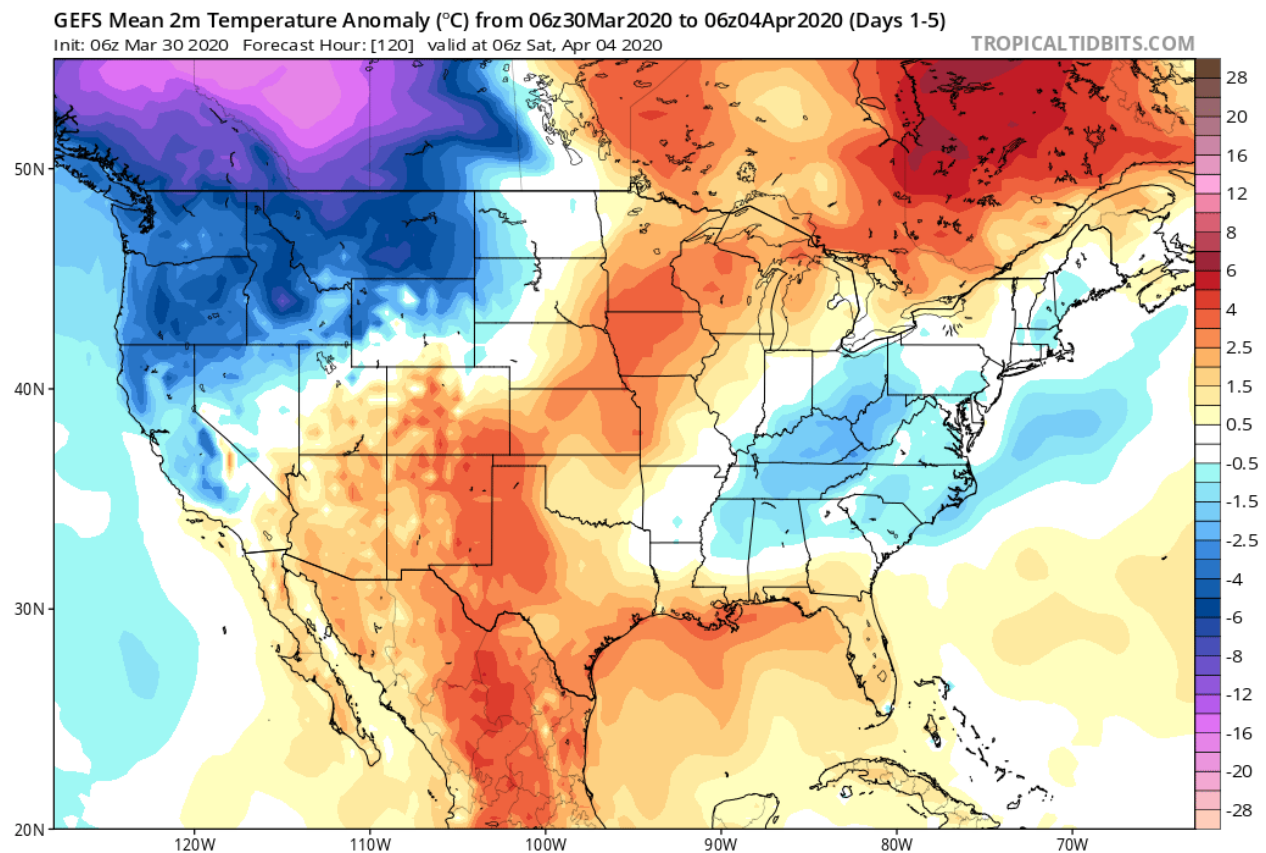 GEFS Mean 2m Temperature Anomaly (°C) from 06z30Mar2020 to 06z04Apr2020 (Days 1-5)
Init: 06z Mar 30 2020 Forecast Hour: [120] valid at 06z Sat, Apr 04 2020
TROPICALTIDBITS.COM
50N
40N
30N
20N
120W
110W
100W
90W
80W
70W
28
20
16
12
8
6
4
2.5
1.5
0.5
-0.5
-1.5
-2.5
-4
-6
-8
-12
-16
-20
-28